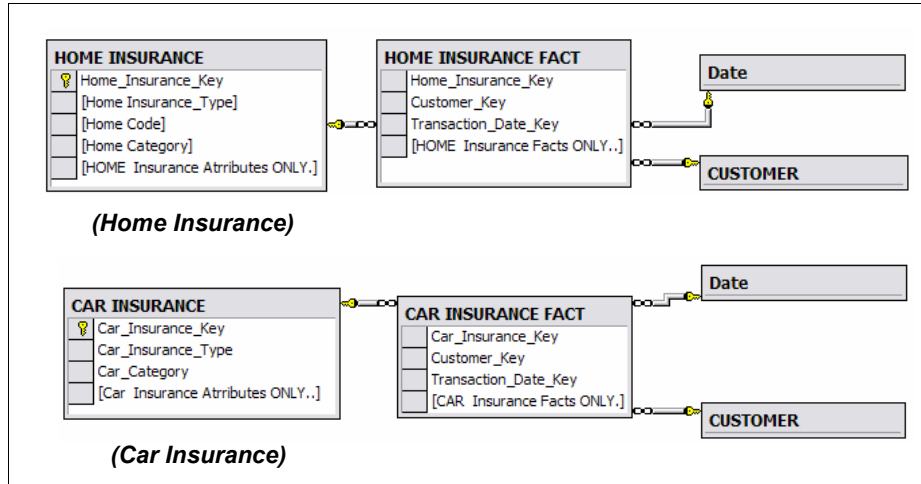 HOME INSURANCE
Home_Insurance_Key
[Home Insurance_Type]
[Home Code]
[Home Category]
[HOME Insurance Atrributes ONLY.]
HOME INSURANCE FACT
Home_Insurance_Key
Customer_Key
Transaction_Date_Key
[HOME Insurance Facts ONLY..]
Date
CUSTOMER
(Home Insurance)
CAR INSURANCE
Car_Insurance_Key
Car_Insurance_Type
Car_Category
[Car Insurance Atrributes ONLY..]
CAR INSURANCE FACT
Car_Insurance_Key
Customer_Key
Transaction_Date_Key
[CAR Insurance Facts ONLY.]
Date
CUSTOMER
(Car Insurance)